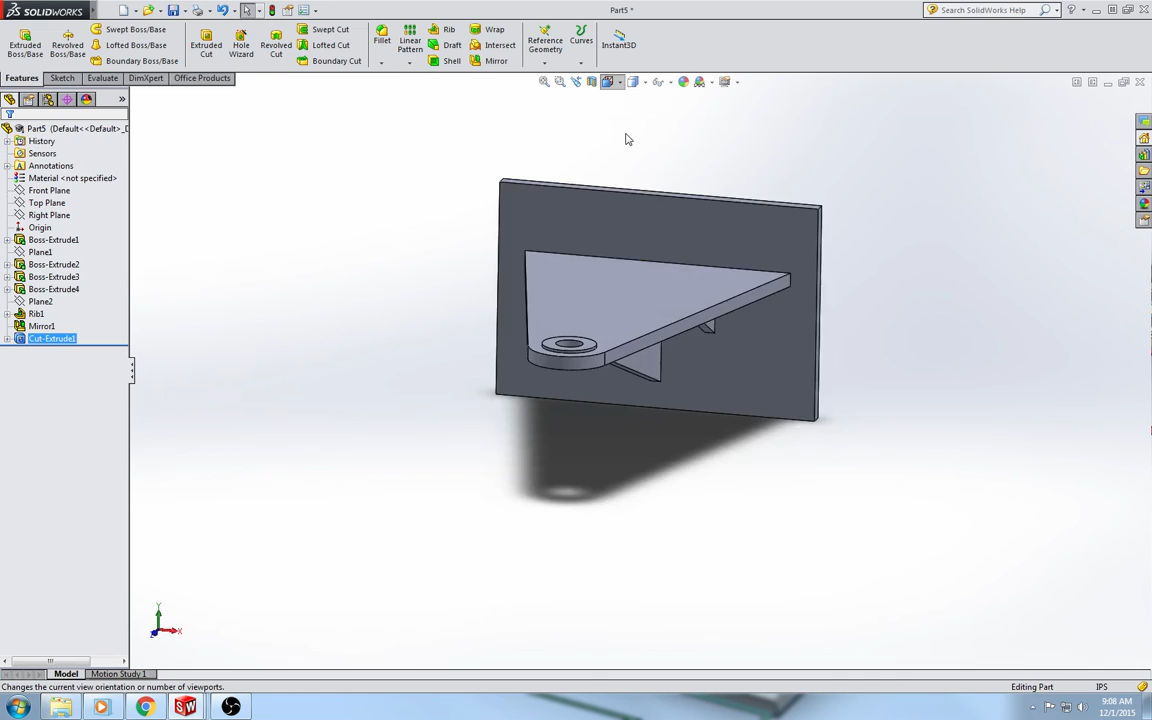 SOLIDWORKS
Part5 *
Search SolidWorks Help
Extruded Boss/Base
Revolved Boss/Base
Swept Boss/Base
Lofted Boss/Base
Boundary Boss/Base
Extruded Cut
Hole Wizard
Revolved Cut
Swept Cut
Lofted Cut
Boundary Cut
Fillet
Linear Pattern
Rib
Draft
Shell
Wrap
Intersect
Mirror
Reference Geometry
Curves
Instant3D
Features
Sketch
Evaluate
DimXpert
Office Products
Part5 (Default<<Default>_D
History
Sensors
Annotations
Material <not specified>
Front Plane
Top Plane
Right Plane
Origin
Boss-Extrude1
Plane1
Boss-Extrude2
Boss-Extrude3
Boss-Extrude4
Plane2
Rib1
Mirror1
Cut-Extrude1
Y
X
Z
Model
Motion Study 1
Changes the current view orientation or number of viewports.
Editing Part
IPS
SW
9:08 AM
12/1/2015